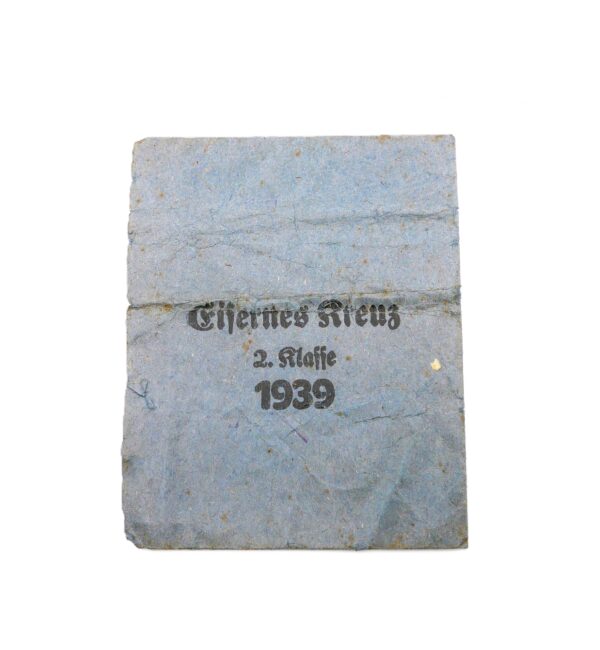 Eisernes Kreuz
2. Klasse
1939